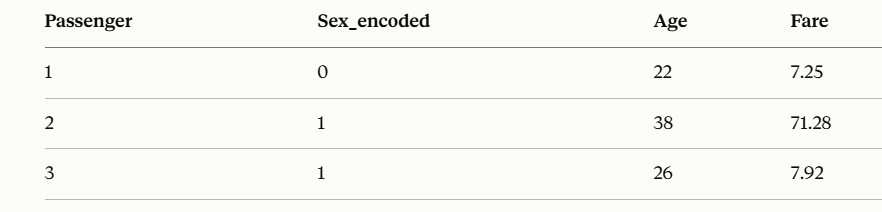 Passenger Sex_encoded Age Fare
1 0 22 7.25
2 1 38 71.28
3 1 26 7.92